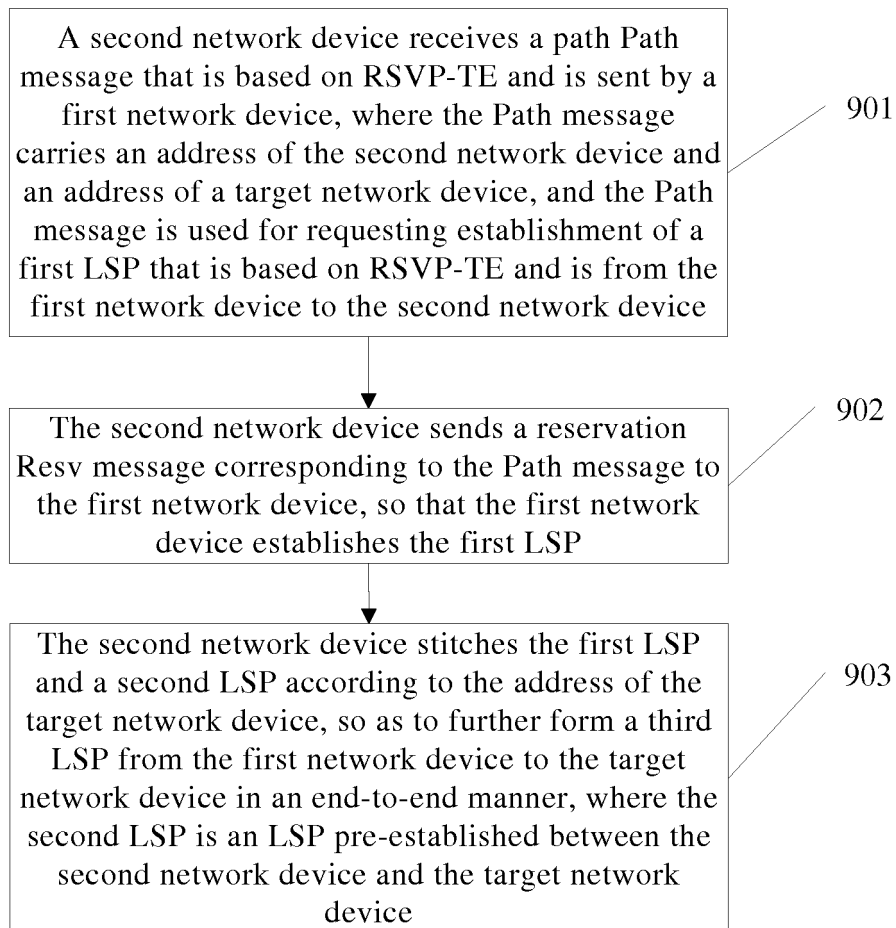 A second network device receives a path Path
message that is based on RSVP-TE and is sent by a
first network device, where the Path message
carries an address of the second network device and
an address of a target network device, and the Path
message is used for requesting establishment of a
first LSP that is based on RSVP-TE and is from the
first network device to the second network device
901
The second network device sends a reservation
Resv message corresponding to the Path message to
the first network device, so that the first network
device establishes the first LSP
902
The second network device stitches the first LSP
and a second LSP according to the address of the
target network device, so as to further form a third
LSP from the first network device to the target
network device in an end-to-end manner, where the
second LSP is an LSP pre-established between the
second network device and the target network
device
903